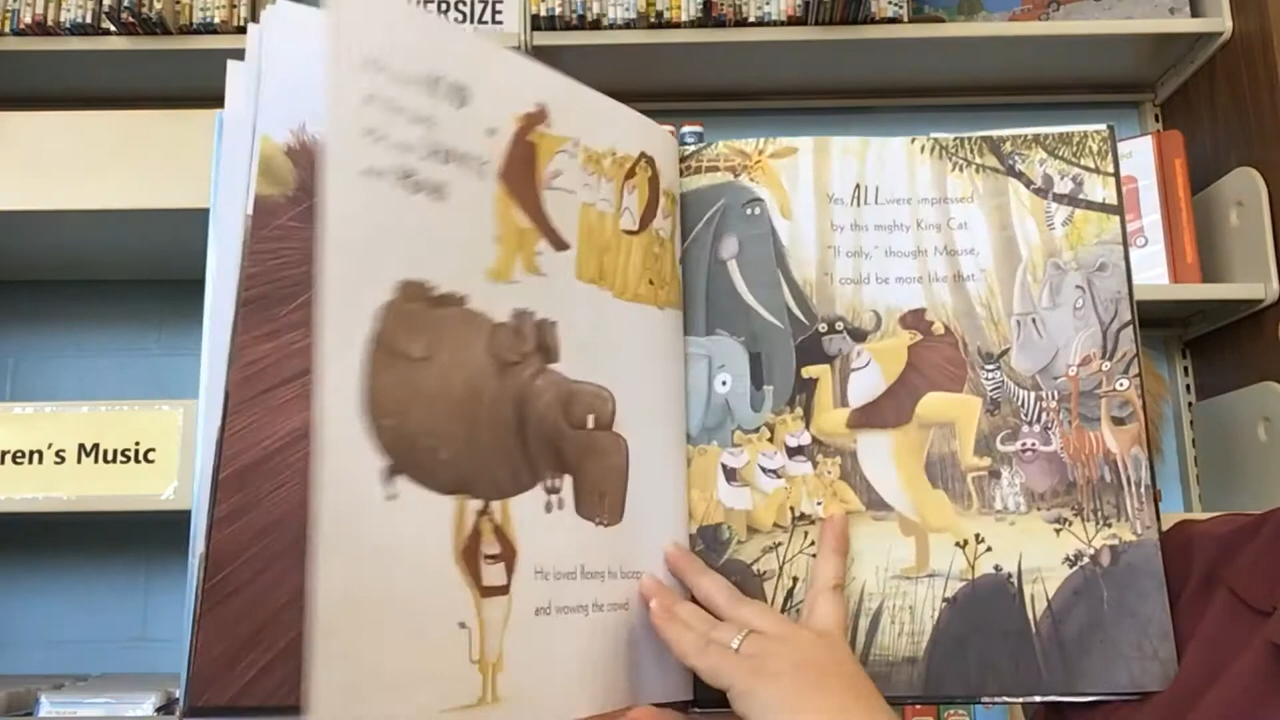 ERSIZE
ren's Music
He loved flexing his biceps
and wowing the crowd
Yes, ALL were impressed
by this mighty King Cat.
"If only," thought Mouse,
"I could be more like that."